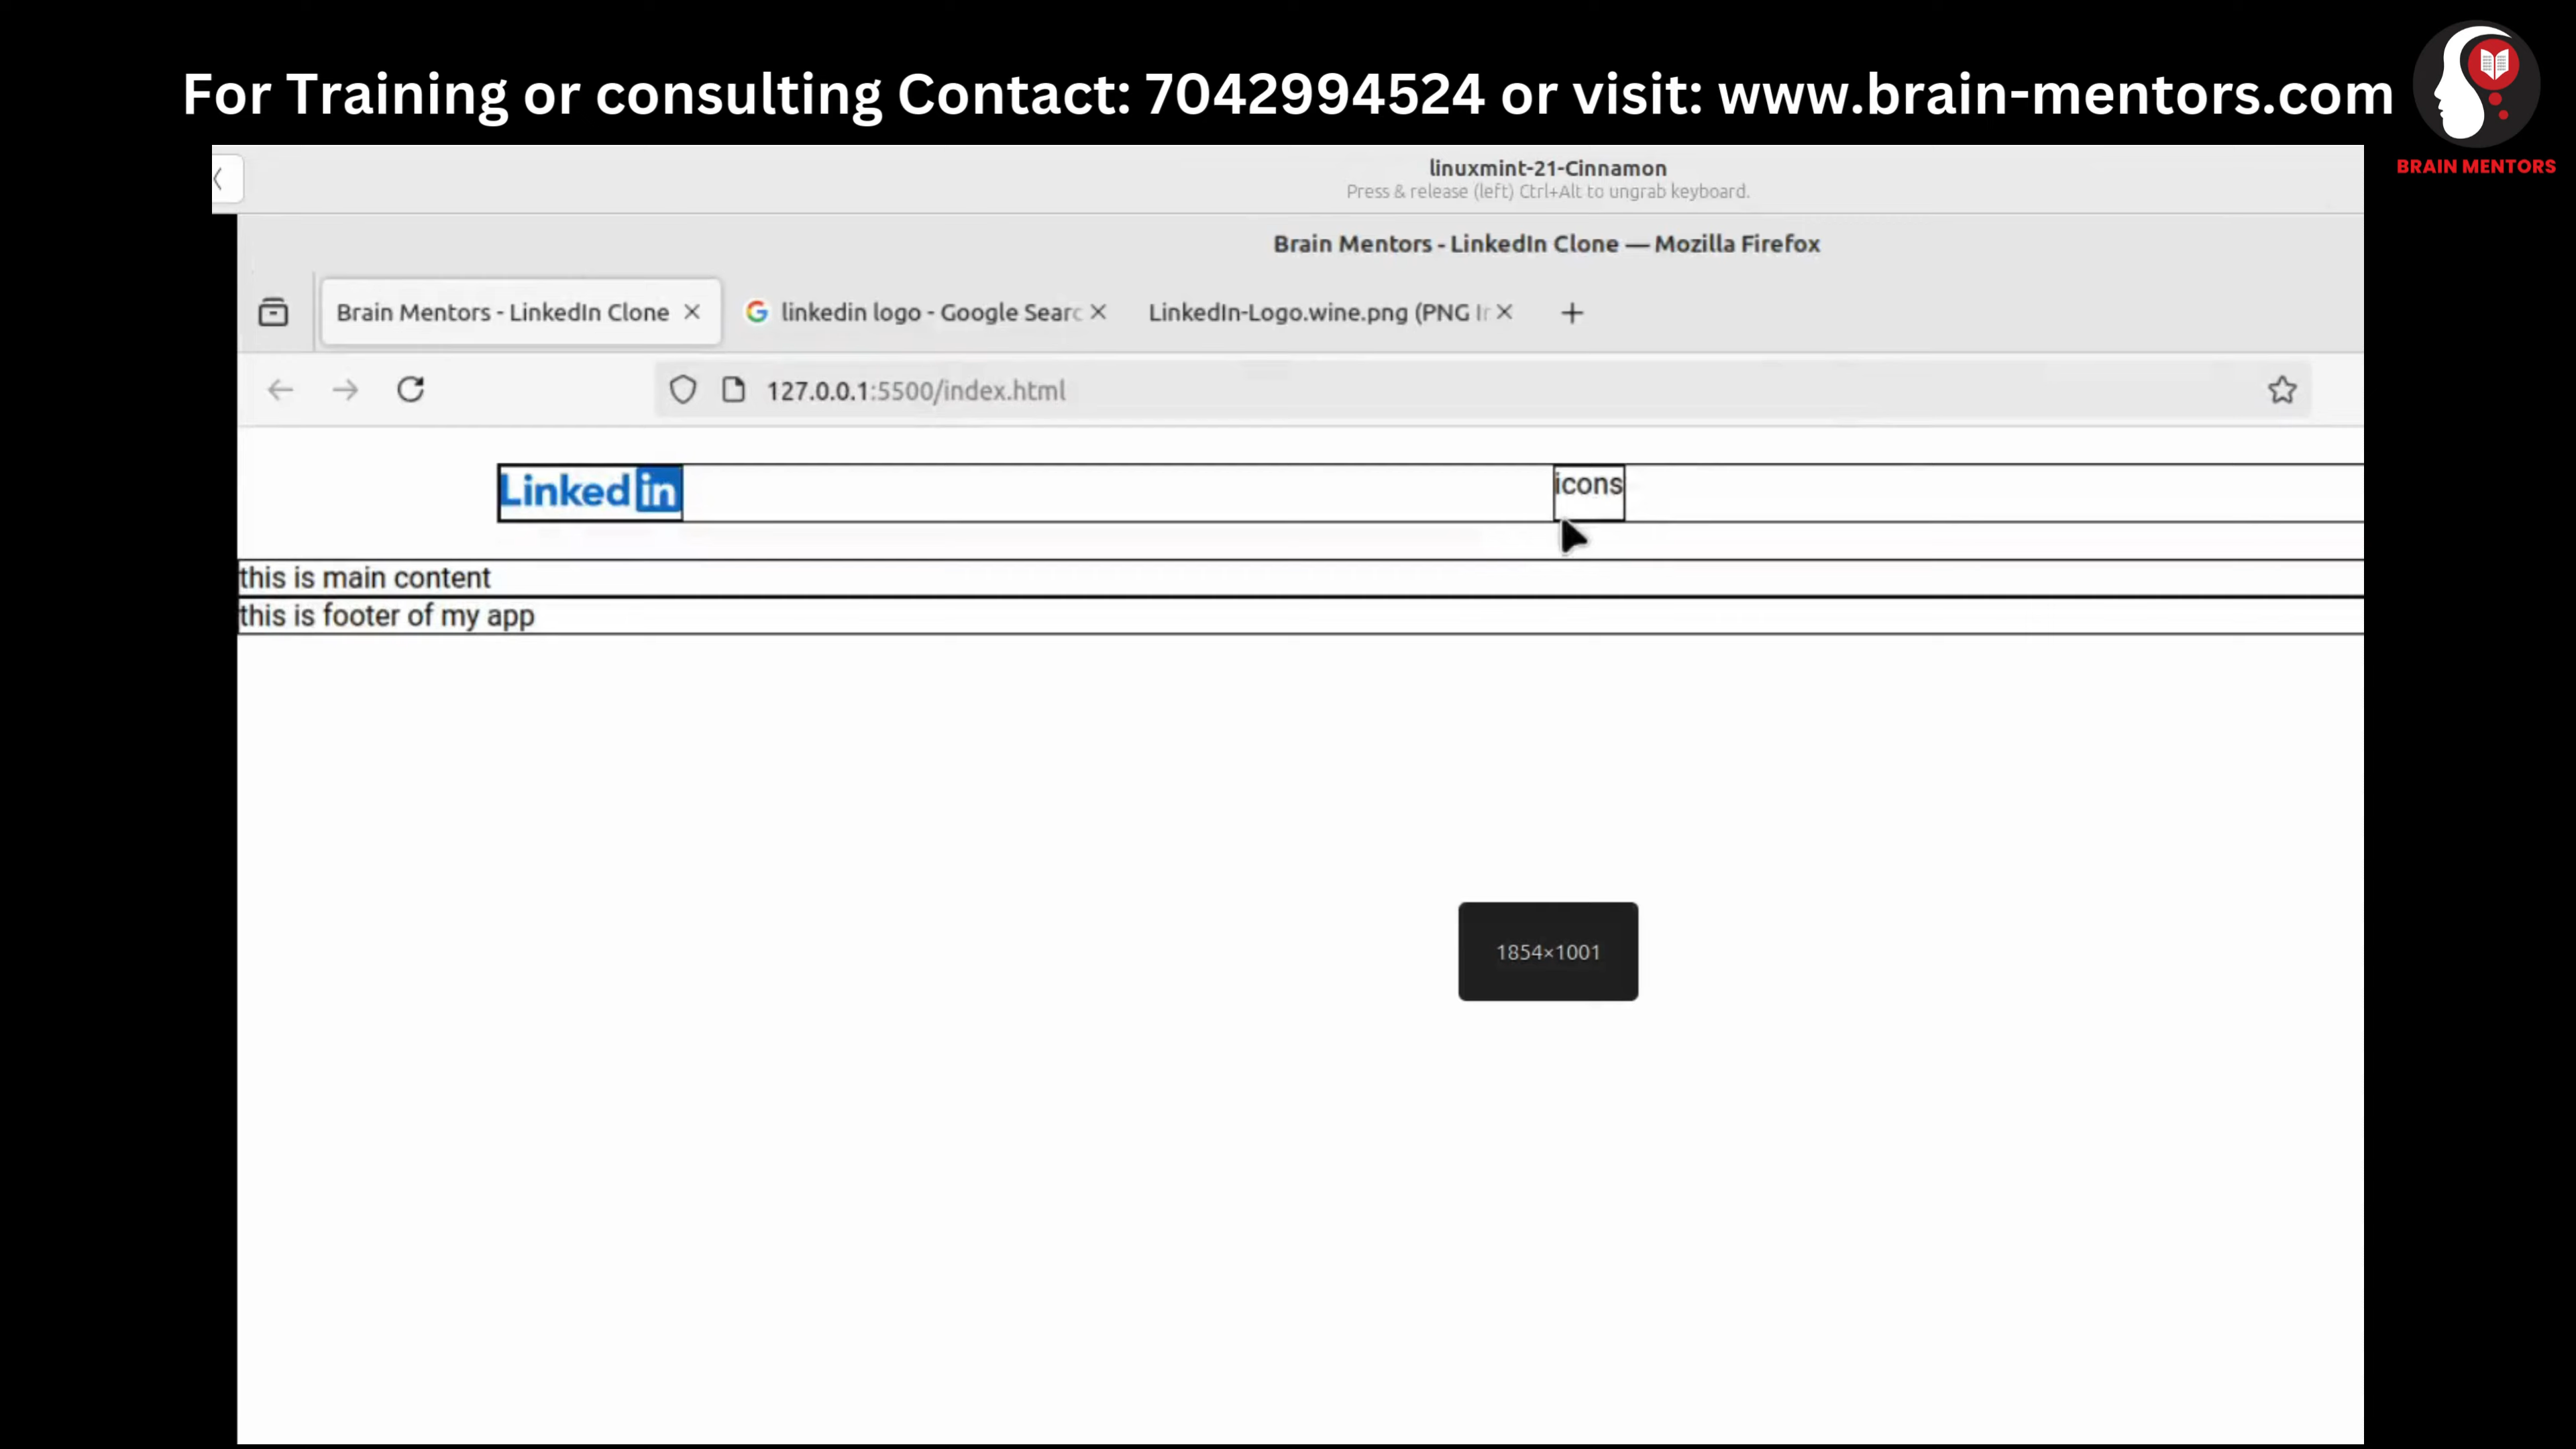 For Training or consulting Contact: 7042994524 or visit: www.brain-mentors.com
BRAIN MENTORS
linuxmint-21-Cinnamon
Press & release (left) Ctrl+Alt to ungrab keyboard.
Brain Mentors - LinkedIn Clone — Mozilla Firefox
Brain Mentors - LinkedIn Clone
linkedin logo - Google Searc
LinkedIn-Logo.wine.png (PNG Ir
127.0.0.1:5500/index.html
Linkedin
icons
this is main content
this is footer of my app
1854×1001